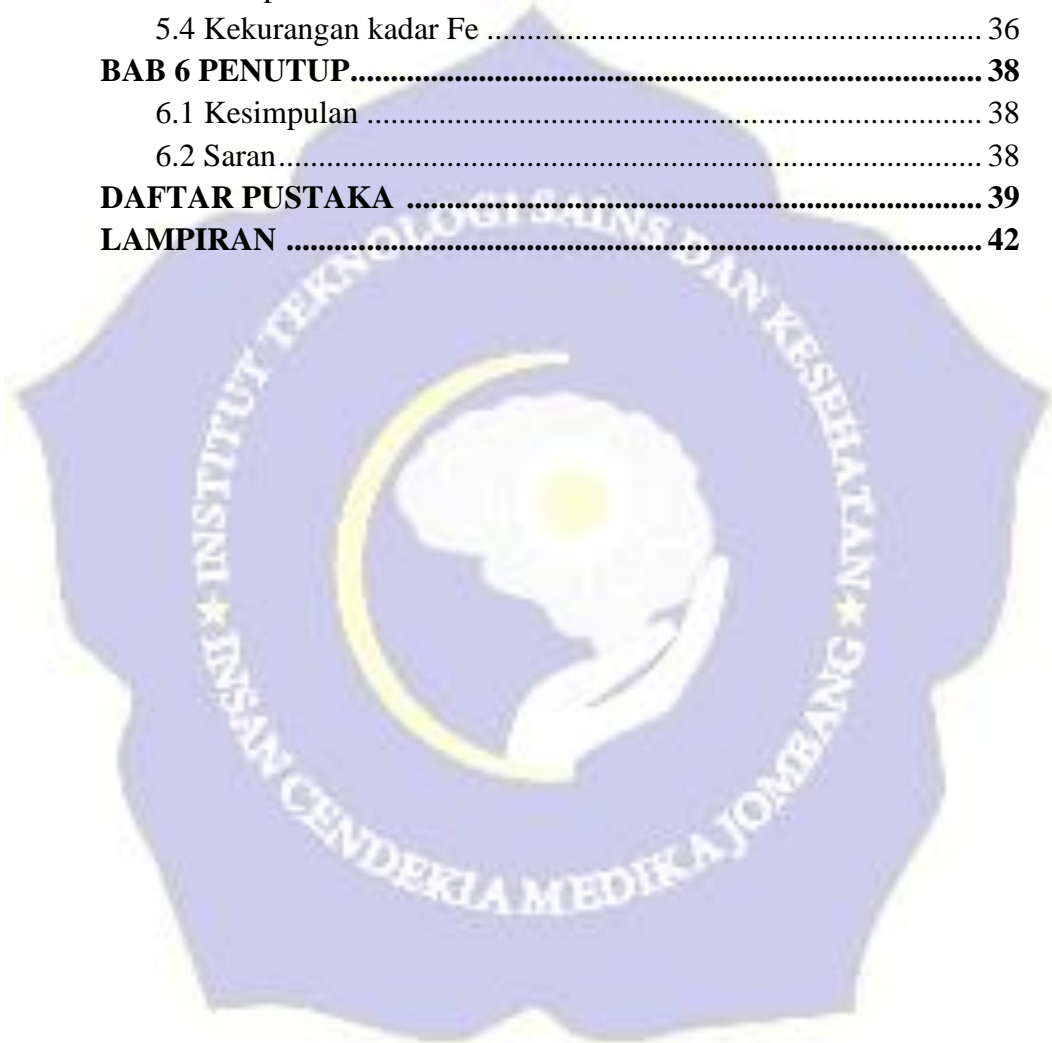 5.4 Kekurangan kadar Fe ............................................................. 36
BAB 6 PENUTUP.............................................................................. 38
6.1 Kesimpulan ............................................................................ 38
6.2 Saran....................................................................................... 38
DAFTAR PUSTAKA ....................................................................... 39
LAMPIRAN ...................................................................................... 42
INSTITUT TEKNOLOGI SAINS DAN KESEHATAN
★ INSAN CENDEKIA MEDIKA JOMBANG ★